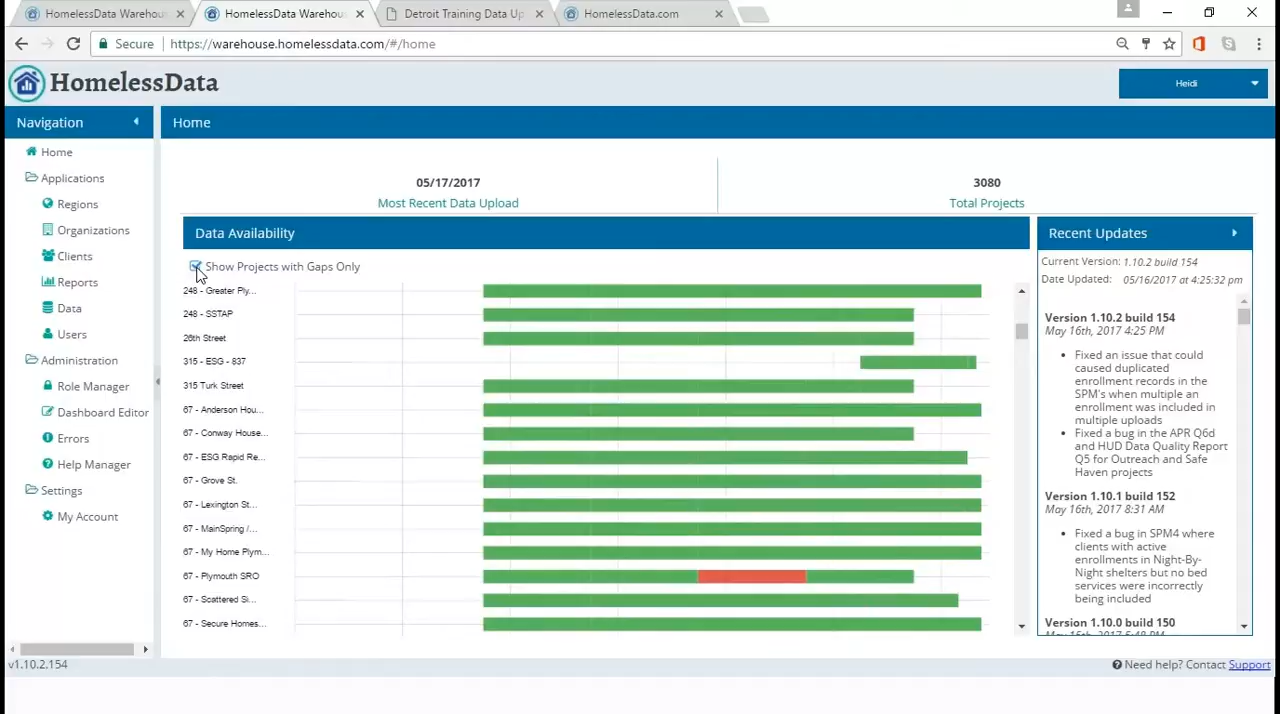 HomelessData Warehou
HomelessData Warehou
Detroit Training Data Up
HomelessData.com
Secure
https://warehouse.homelessdata.com/#/home
HomelessData
Heidi
Navigation
Home
Home
Applications
Regions
Organizations
Clients
Reports
Data
Users
Administration
Role Manager
Dashboard Editor
Errors
Help Manager
Settings
My Account
05/17/2017
Most Recent Data Upload
3080
Total Projects
Data Availability
Show Projects with Gaps Only
248 - Greater Ply...
248 - SSTAP
26th Street
315 - ESG - 837
315 Turk Street
67 - Anderson Hou...
67 - Conway House...
67 - ESG Rapid Re...
67 - Grove St.
67 - Lexington St...
67 - MainSpring /...
67 - My Home Plym...
67 - Plymouth SRO
67 - Scattered Si...
67 - Secure Homes...
Recent Updates
Current Version: 1.10.2 build 154
Date Updated: 05/16/2017 at 4:25:32 pm
Version 1.10.2 build 154
May 16th, 2017 4:25 PM
Fixed an issue that could
caused duplicated
enrollment records in the
SPM's when multiple an
enrollment was included in
multiple uploads
Fixed a bug in the APR Q6d
and HUD Data Quality Report
Q5 for Outreach and Safe
Haven projects
Version 1.10.1 build 152
May 16th, 2017 8:31 AM
Fixed a bug in SPM4 where
clients with active
enrollments in Night-By-
Night shelters but no bed
services were incorrectly
being included
Version 1.10.0 build 150
May 15th, 2017 5:48 PM
v1.10.2.154
Need help? Contact Support